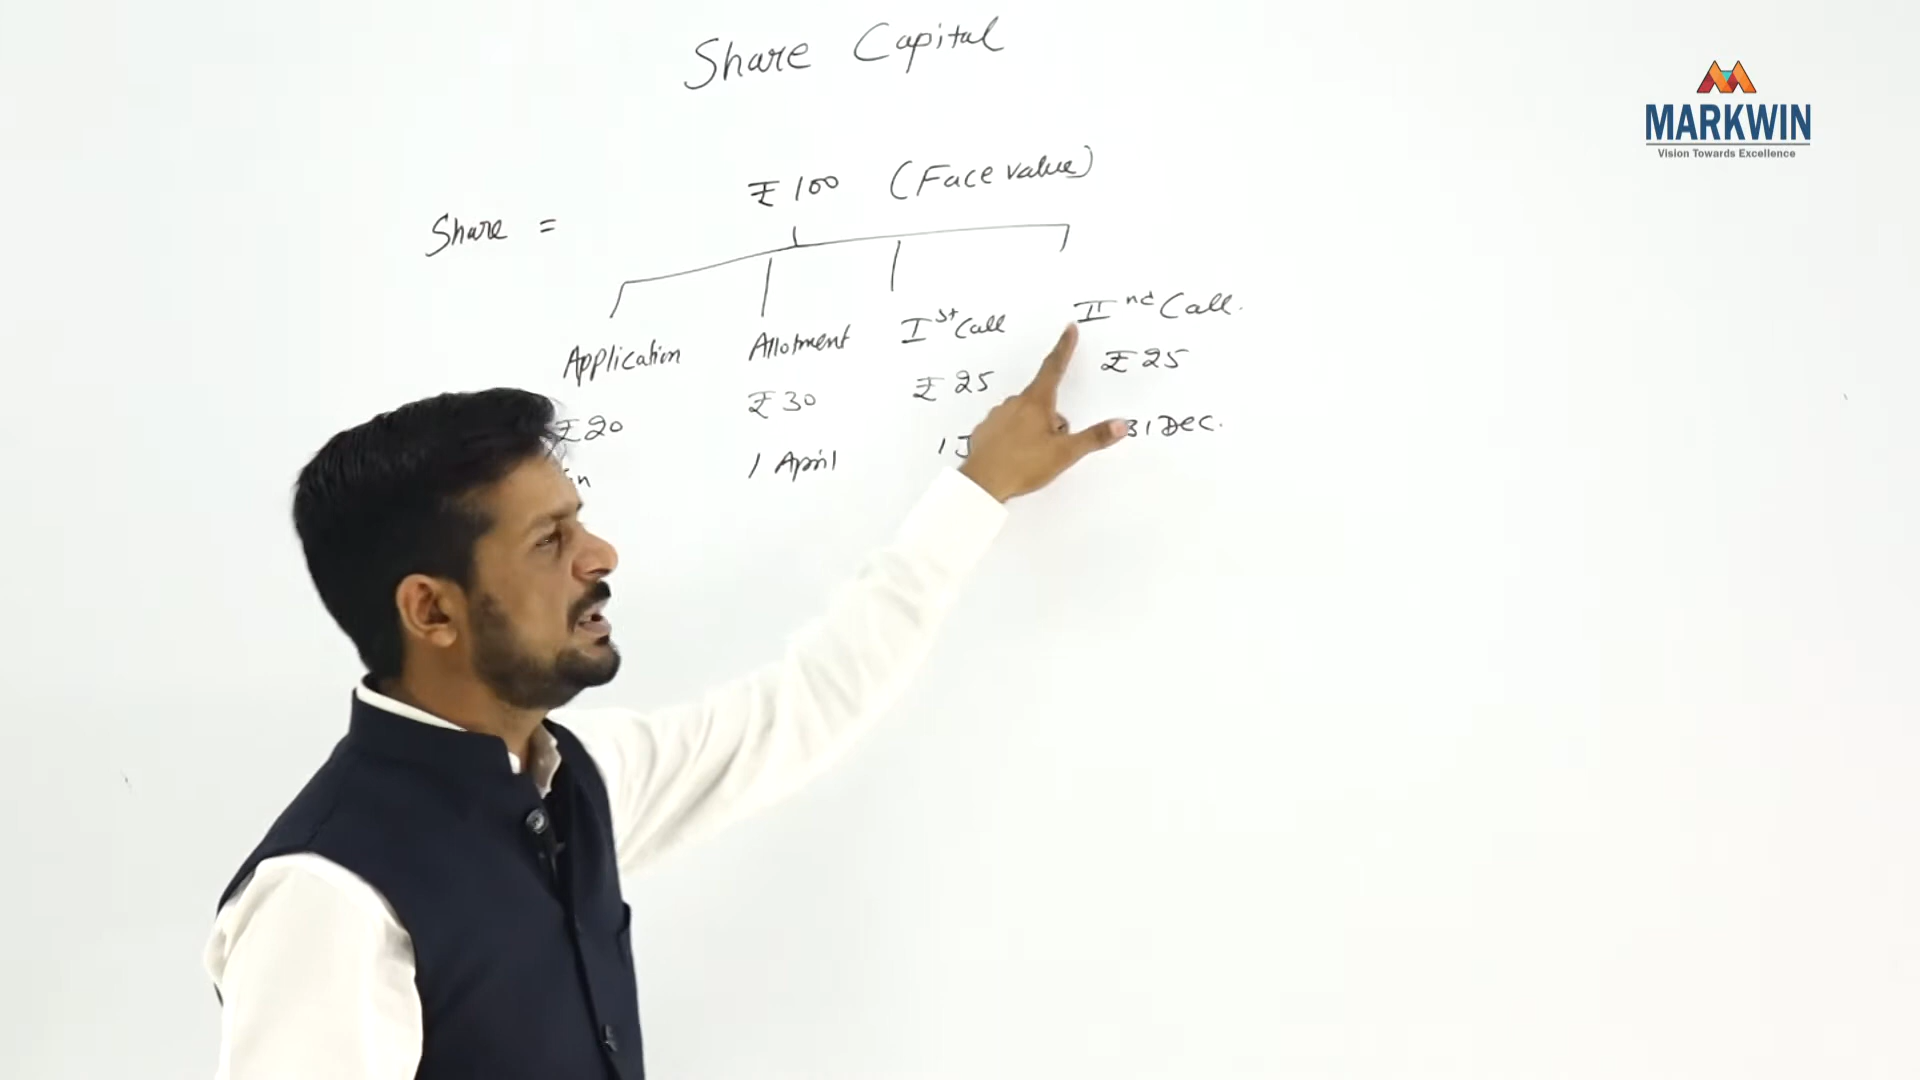 Share Capital
MARKWIN
Vision Towards Excellence
₹ 100 (Face value)
Share =
Application Allotment Ist Call IInd Call.
₹ 20 ₹ 30 ₹ 25 ₹ 25
1 April 1 31 Dec.